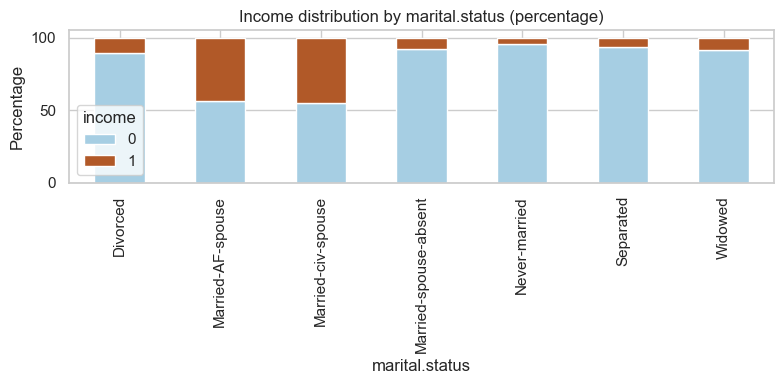 Income distribution by marital.status (percentage)
Percentage
100
50
0
income
0
1
Divorced
Married-AF-spouse
Married-civ-spouse
Married-spouse-absent
Never-married
Separated
Widowed
marital.status